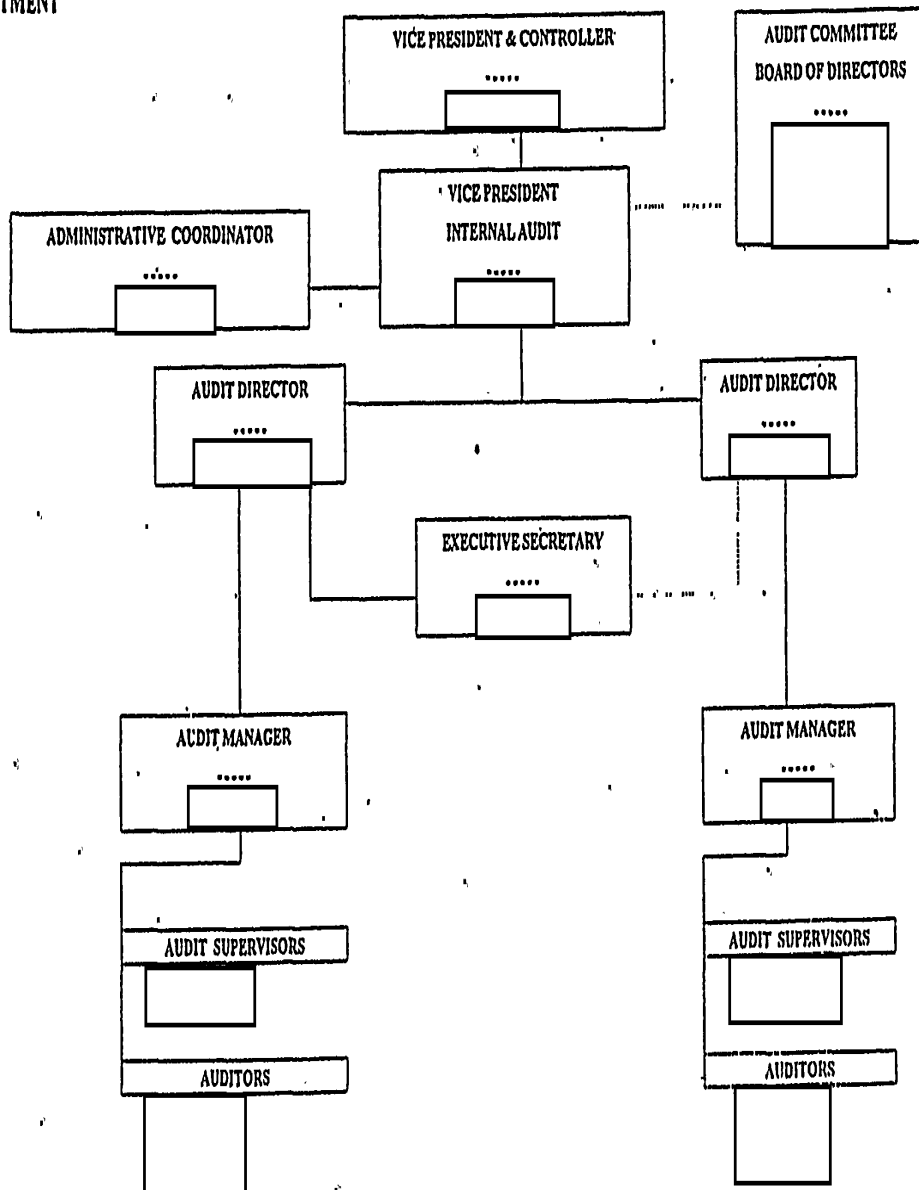 VICE PRESIDENT & CONTROLLER
.....
AUDIT COMMITTEE
BOARD OF DIRECTORS
.....
VICE PRESIDENT
INTERNAL AUDIT
.....
ADMINISTRATIVE COORDINATOR
.....
AUDIT DIRECTOR
.....
AUDIT DIRECTOR
.....
EXECUTIVE SECRETARY
.....
AUDIT MANAGER
.....
AUDIT MANAGER
.....
AUDIT SUPERVISORS
AUDIT SUPERVISORS
AUDITORS
AUDITORS